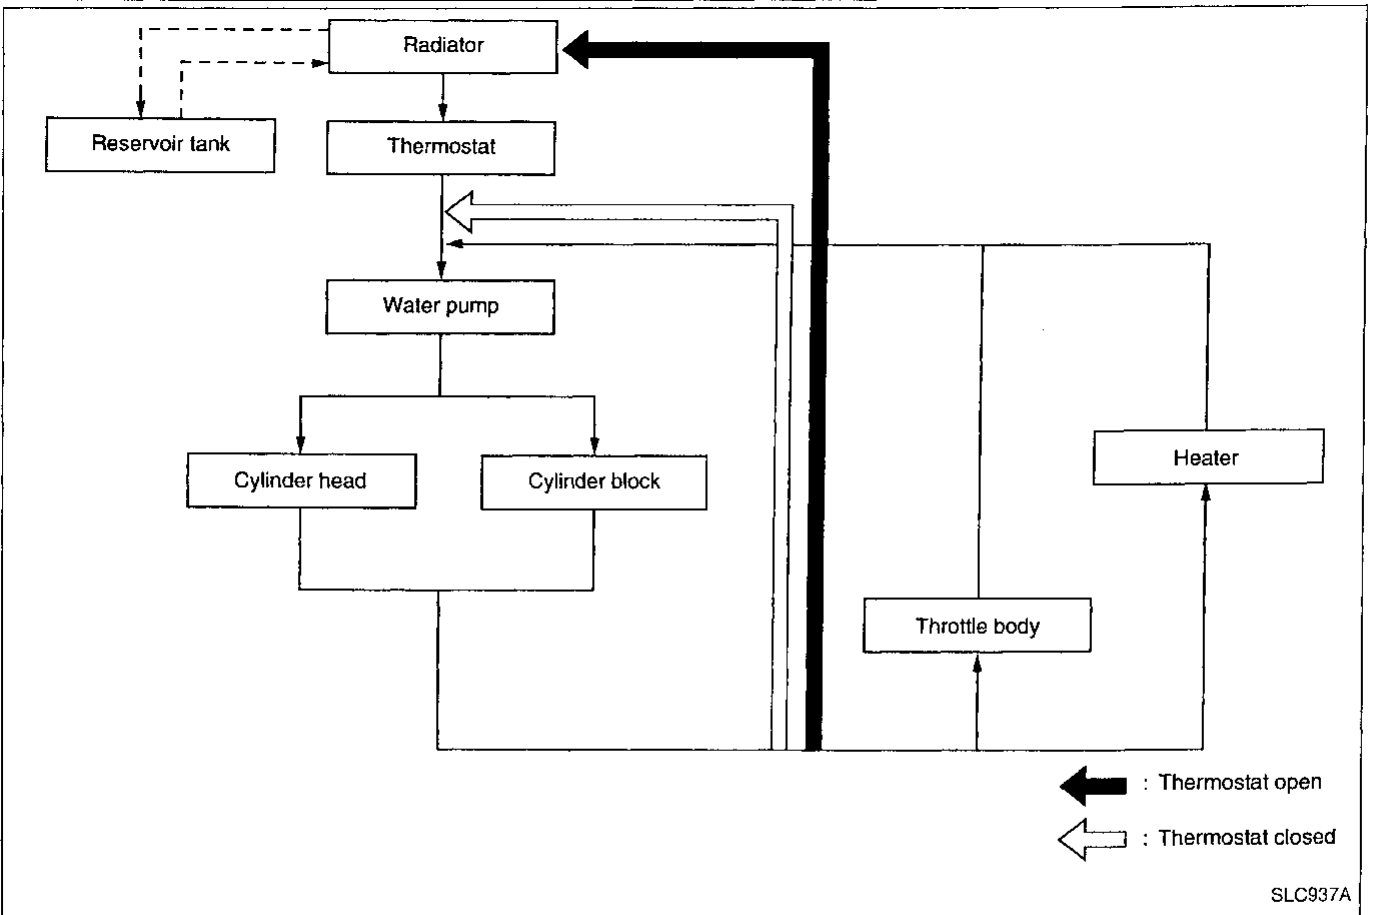 Radiator
Reservoir tank
Thermostat
Water pump
Cylinder head
Cylinder block
Heater
Throttle body
: Thermostat open
: Thermostat closed
SLC937A